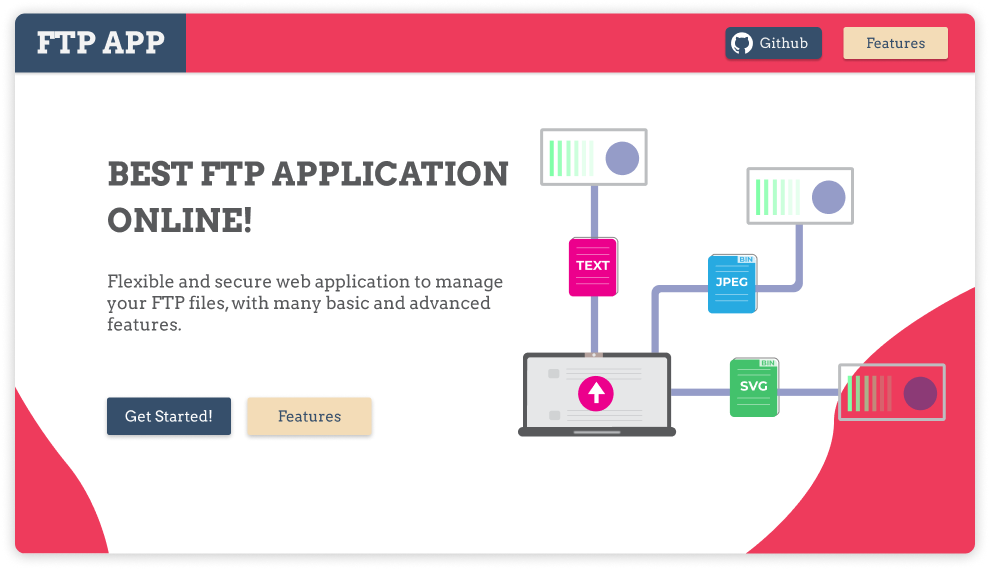 FTP APP
Github
Features
BEST FTP APPLICATION
ONLINE!
Flexible and secure web application to manage
your FTP files, with many basic and advanced
features.
Get Started!
Features
TEXT
BIN
JPEG
BIN
SVG